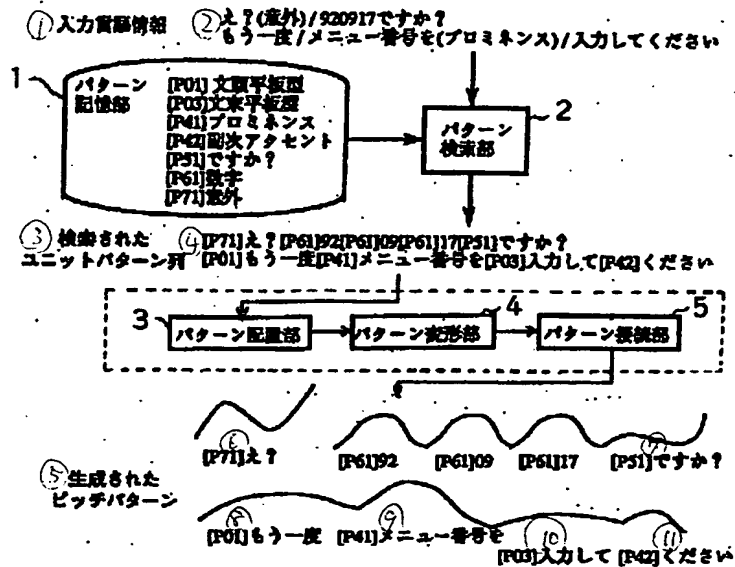 ① 入力言語情報
② え?(意外)/920917ですか?
もう一度/メニュー番号を(プロミネンス)/入力してください
1
パターン
記憶部
[P01]文頭平板型
[P03]文末平板型
[P41]プロミネンス
[P42]副次アクセント
[P51]ですか?
[P61]数字
[P71]意外
2
パターン
検索部
③ 検索された
ユニットパターン列
④ [P71]え?[P61]92[P61]09[P61]17[P51]ですか?
[P01]もう一度[P41]メニュー番号を[P03]入力して[P42]ください
3
パターン配置部
4
パターン変形部
5
パターン接続部
⑤ 生成された
ピッチパターン
⑥
[P71]え?
[P61]92
[P61]09
[P61]17
⑦
[P51]ですか?
⑧
[P01]もう一度
⑨
[P41]メニュー番号を
⑩
[P03]入力して
⑪
[P42]ください